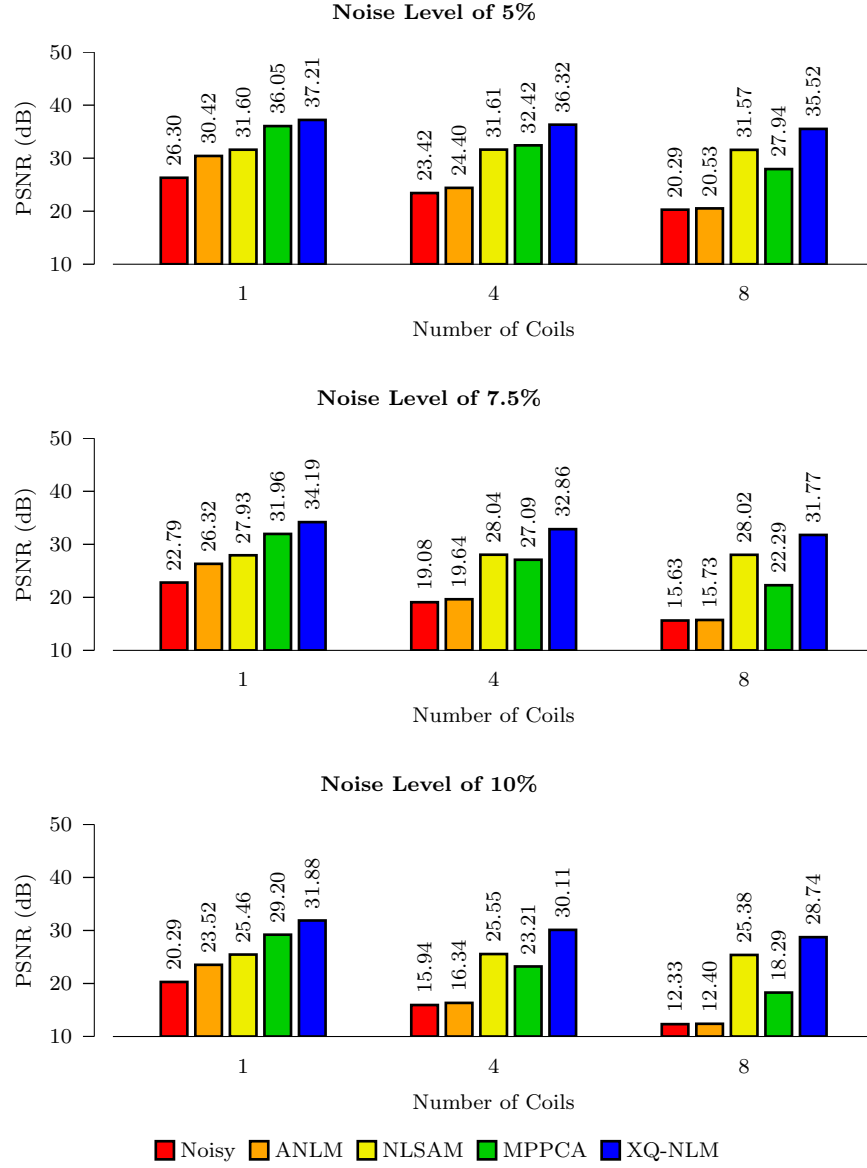 Noise Level of 5%
50
40
30
20
10
PSNR (dB)
26.30 30.42 31.60 36.05 37.21
23.42 24.40 31.61 32.42 36.32
20.29 20.53 31.57 27.94 35.52
1 4 8
Number of Coils
Noise Level of 7.5%
50
40
30
20
10
PSNR (dB)
22.79 26.32 27.93 31.96 34.19
19.08 19.64 28.04 27.09 32.86
15.63 15.73 28.02 22.29 31.77
1 4 8
Number of Coils
Noise Level of 10%
50
40
30
20
10
PSNR (dB)
20.29 23.52 25.46 29.20 31.88
15.94 16.34 25.55 23.21 30.11
12.33 12.40 25.38 18.29 28.74
1 4 8
Number of Coils
Noisy ANLM NLSAM MPPCA XQ-NLM